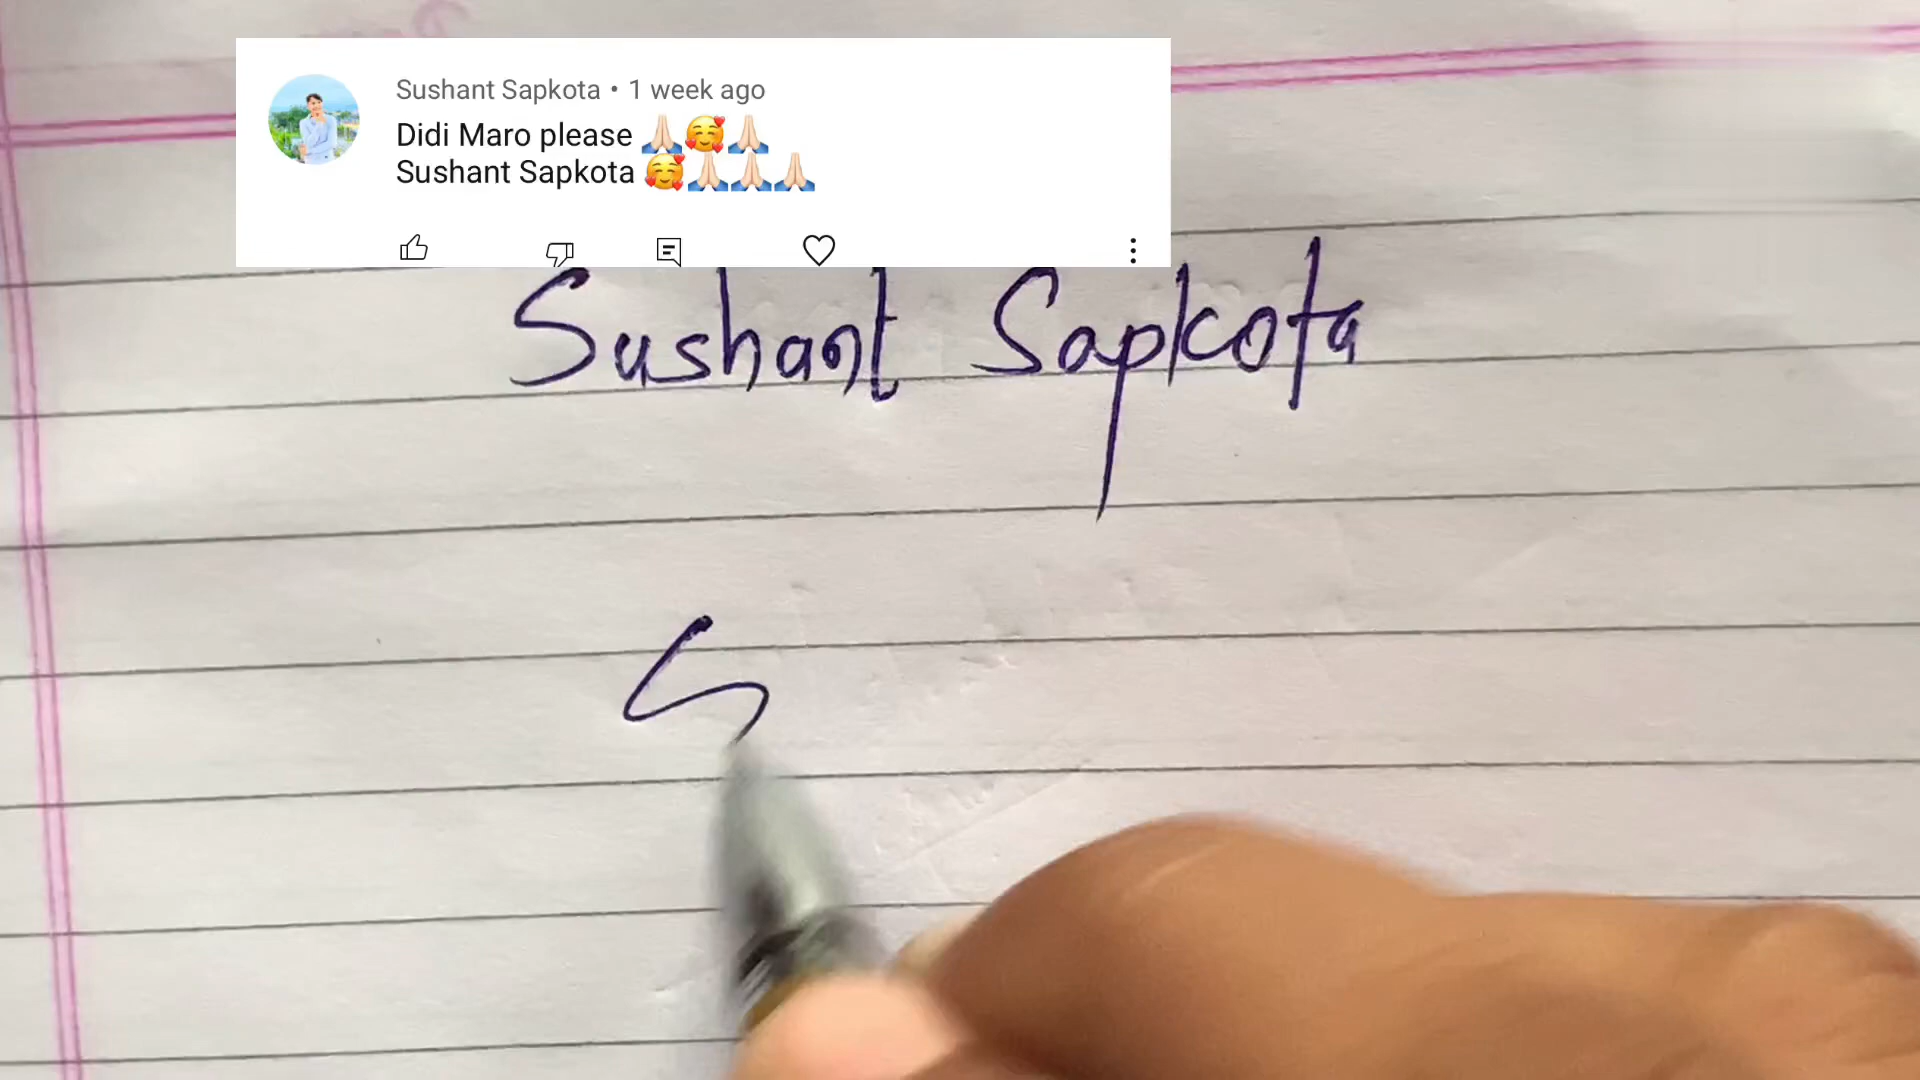 Sushant Sapkota • 1 week ago
Didi Maro please 🙏🏻🥰🙏🏻
Sushant Sapkota 🥰🙏🏻🙏🏻🙏🏻
Sushant Sapkota
S